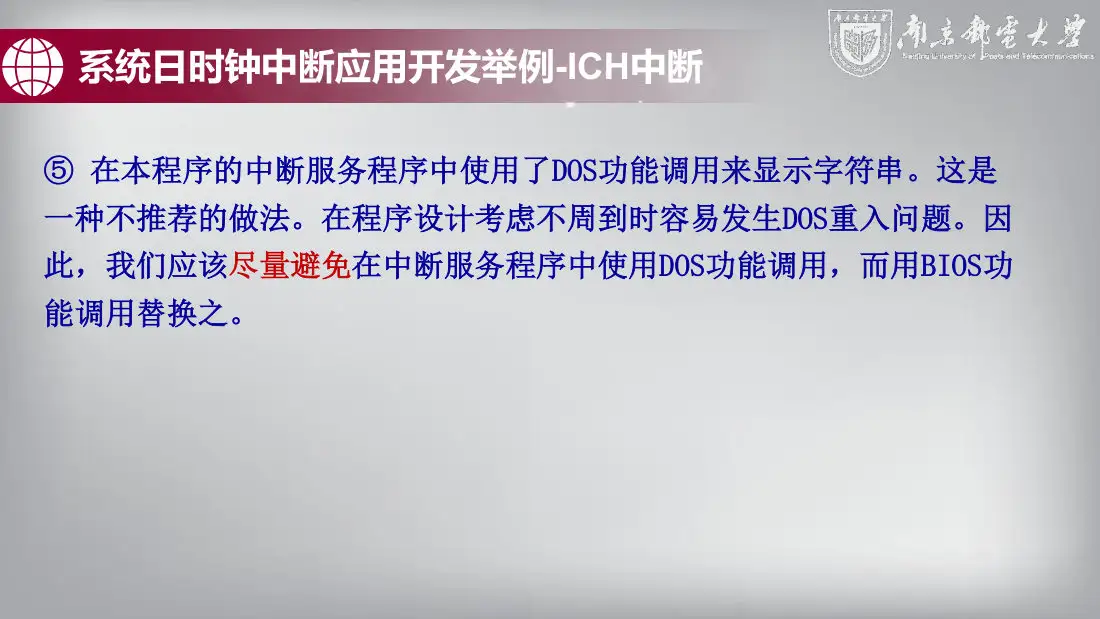 系统日时钟中断应用开发举例-ICH中断
南京邮电大学
Nanjing University of Posts and Telecommunications
⑤ 在本程序的中断服务程序中使用了DOS功能调用来显示字符串。这是
一种不推荐的做法。在程序设计考虑不周到时容易发生DOS重入问题。因
此，我们应该尽量避免在中断服务程序中使用DOS功能调用，而用BIOS功
能调用替换之。